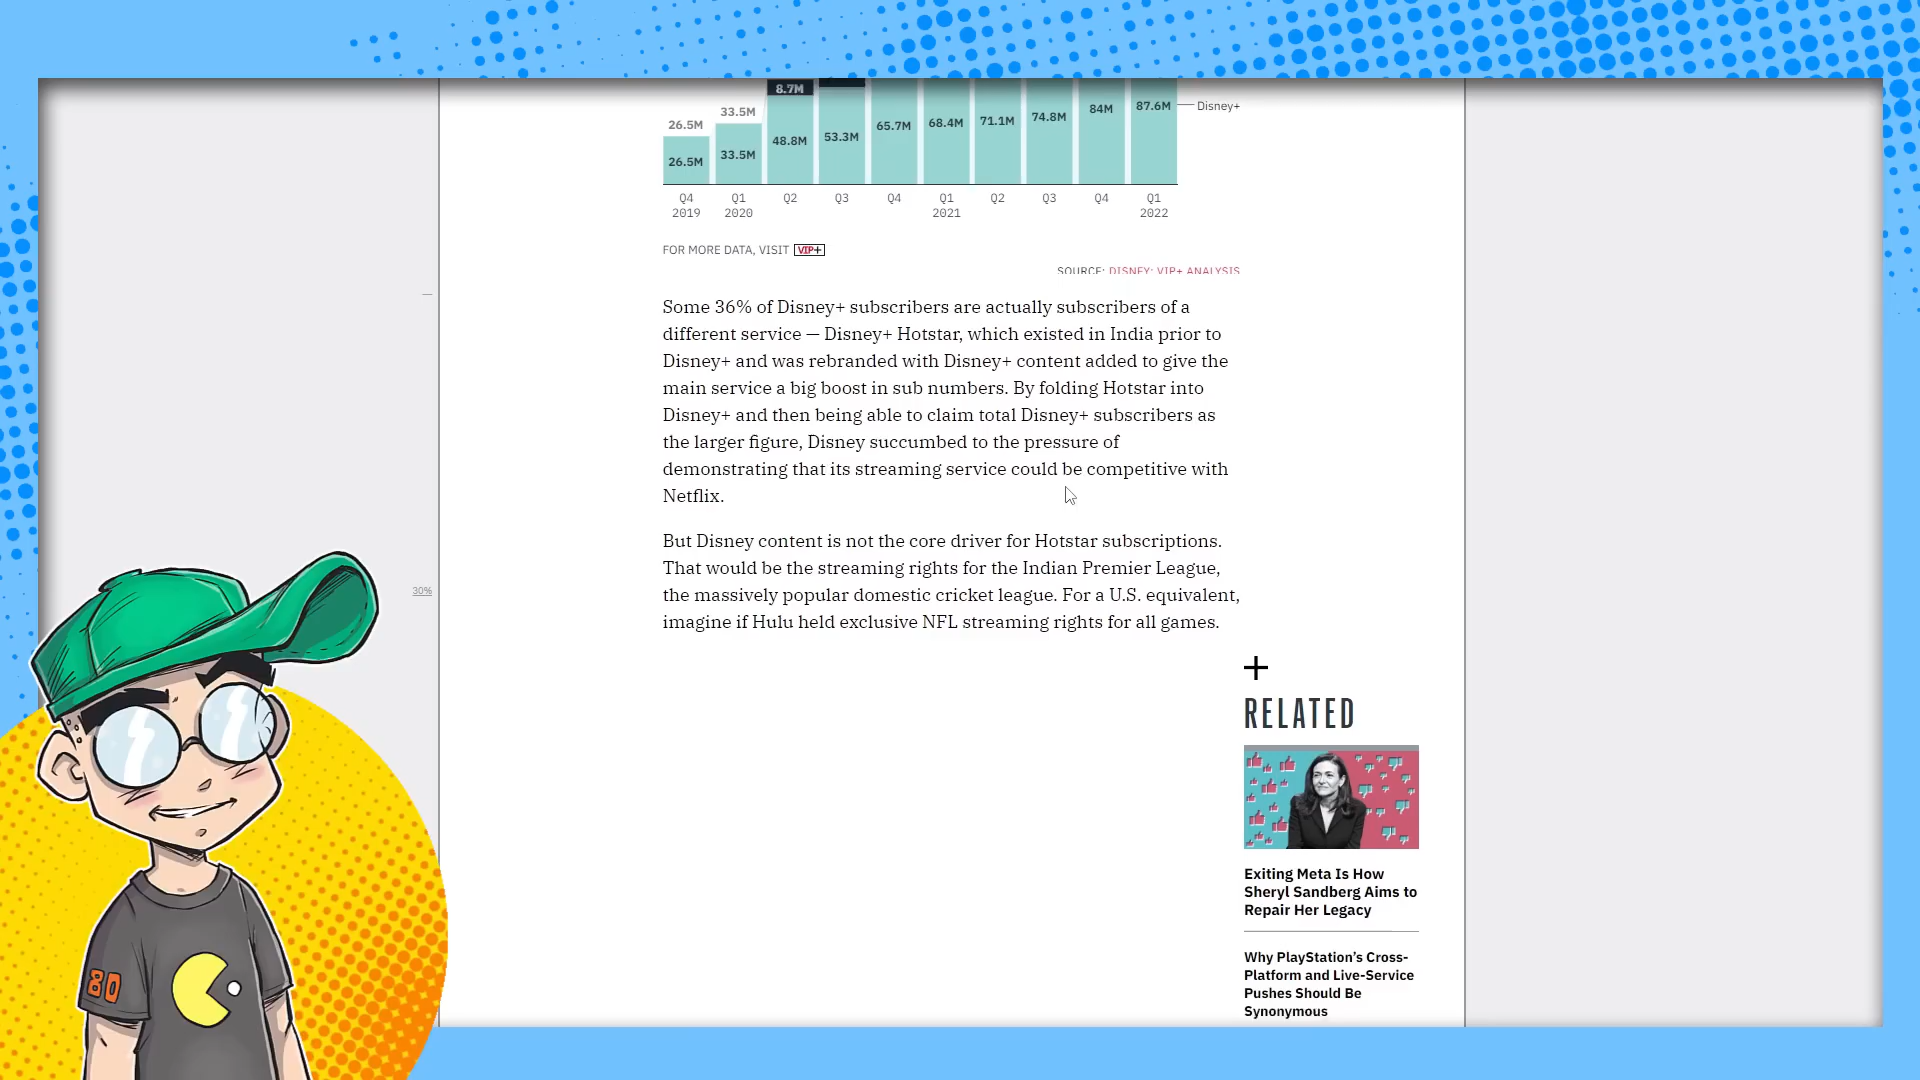 8.7M
26.5M
33.5M
26.5M
33.5M
48.8M
53.3M
65.7M
68.4M
71.1M
74.8M
84M
87.6M
Disney+
Q4 Q1 Q2 Q3 Q4 Q1 Q2 Q3 Q4 Q1
2019 2020 2021 2022
FOR MORE DATA, VISIT VIP+
SOURCE: DISNEY; VIP+ ANALYSIS
Some 36% of Disney+ subscribers are actually subscribers of a
different service — Disney+ Hotstar, which existed in India prior to
Disney+ and was rebranded with Disney+ content added to give the
main service a big boost in sub numbers. By folding Hotstar into
Disney+ and then being able to claim total Disney+ subscribers as
the larger figure, Disney succumbed to the pressure of
demonstrating that its streaming service could be competitive with
Netflix.
But Disney content is not the core driver for Hotstar subscriptions.
That would be the streaming rights for the Indian Premier League,
the massively popular domestic cricket league. For a U.S. equivalent,
imagine if Hulu held exclusive NFL streaming rights for all games.
30%
RELATED
Exiting Meta Is How
Sheryl Sandberg Aims to
Repair Her Legacy
Why PlayStation’s Cross-
Platform and Live-Service
Pushes Should Be
Synonymous
80